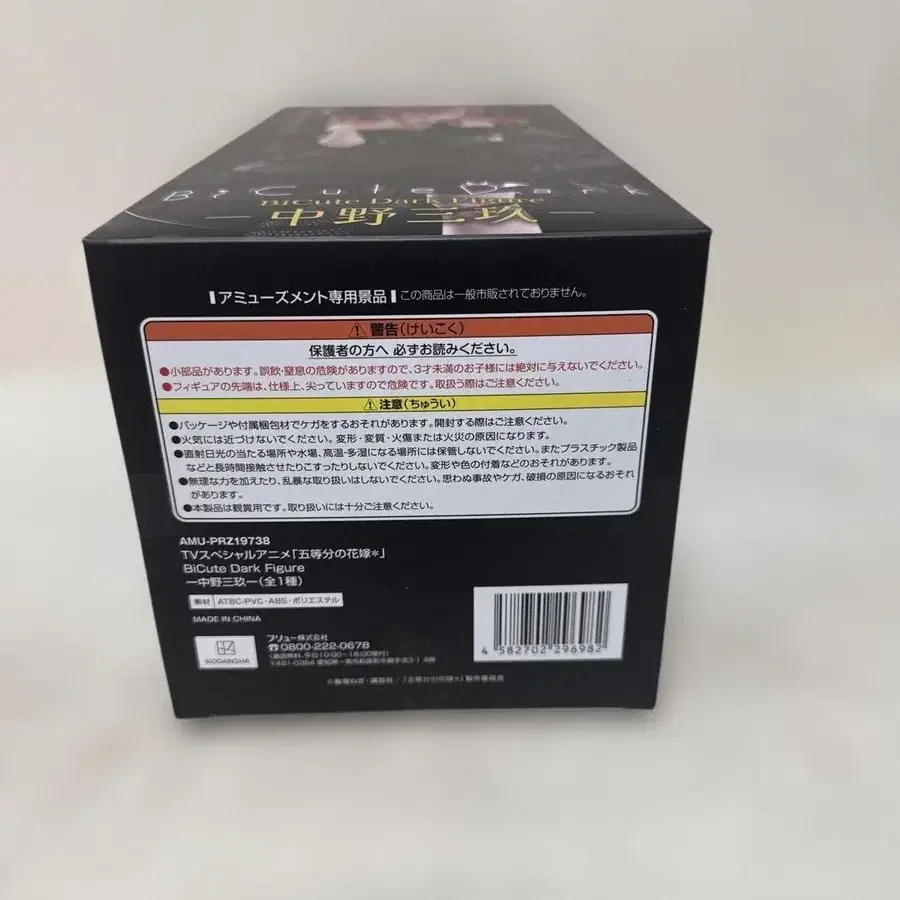 BiCute Dark
BiCute Dark Figure
ー中野三玖ー
アミューズメント専用景品 この商品は一般市販されておりません。
⚠警告(けいこく)
保護者の方へ 必ずお読みください。
●小部品があります。誤飲・窒息の危険がありますので、3才未満のお子様には絶対に与えないでください。
●フィギュアの先端は、仕様上、尖っていますので危険です。取扱う際はご注意ください。
⚠注意(ちゅうい)
●パッケージや付属梱包材でケガをするおそれがあります。開封する際はご注意ください。
●火気には近づけないでください。変形・変質・火傷または火災の原因になります。
●直射日光の当たる場所や水場、高温・多湿になる場所には保管しないでください。またプラスチック製品
などと長時間接触させたりこすったりしないでください。変形や色の付着などのおそれがあります。
●無理な力を加えたり、乱暴な取り扱いはしないでください。思わぬ事故やケガ、破損の原因になるおそれ
があります。
●本製品は観賞用です。取り扱いには十分ご注意ください。
AMU-PRZ19738
TVスペシャルアニメ「五等分の花嫁*」
BiCute Dark Figure
ー中野三玖ー(全1種)
素材 ATBC-PVC・ABS・ポリエステル
MADE IN CHINA
KODANSHA
フリュー株式会社
☎0800-222-0678
4 582702 296982